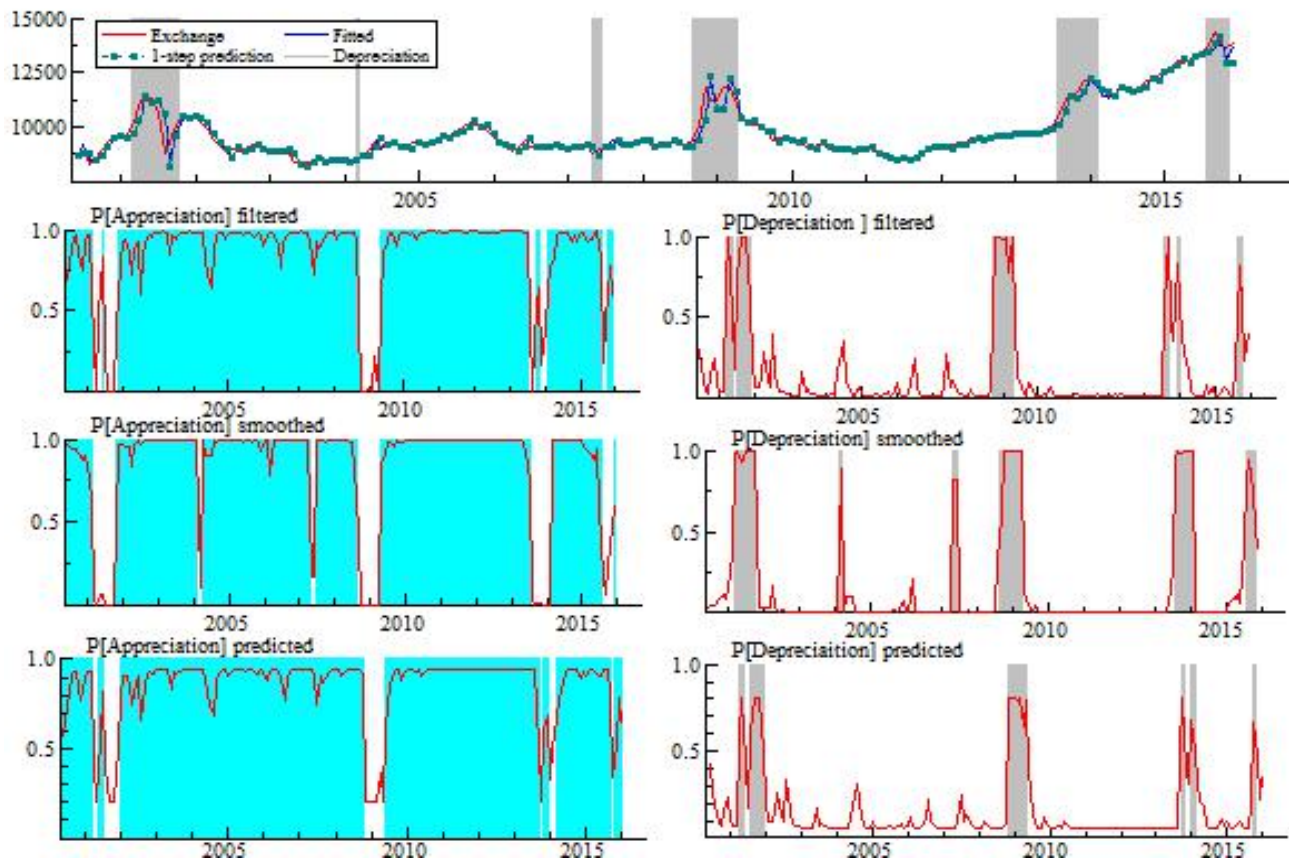 15000
Exchange Fitted
1-step prediction Depreciation
12500
10000
2005 2010 2015
P[Appreciation] filtered
1.0
0.5
2005 2010 2015
P[Depreciation ] filtered
1.0
0.5
2005 2010 2015
P[Appreciation] smoothed
1.0
0.5
2005 2010 2015
P[Depreciation] smoothed
1.0
0.5
2005 2010 2015
P[Appreciation] predicted
1.0
0.5
2005 2010 2015
P[Depreciaition] predicted
1.0
0.5
2005 2010 2015